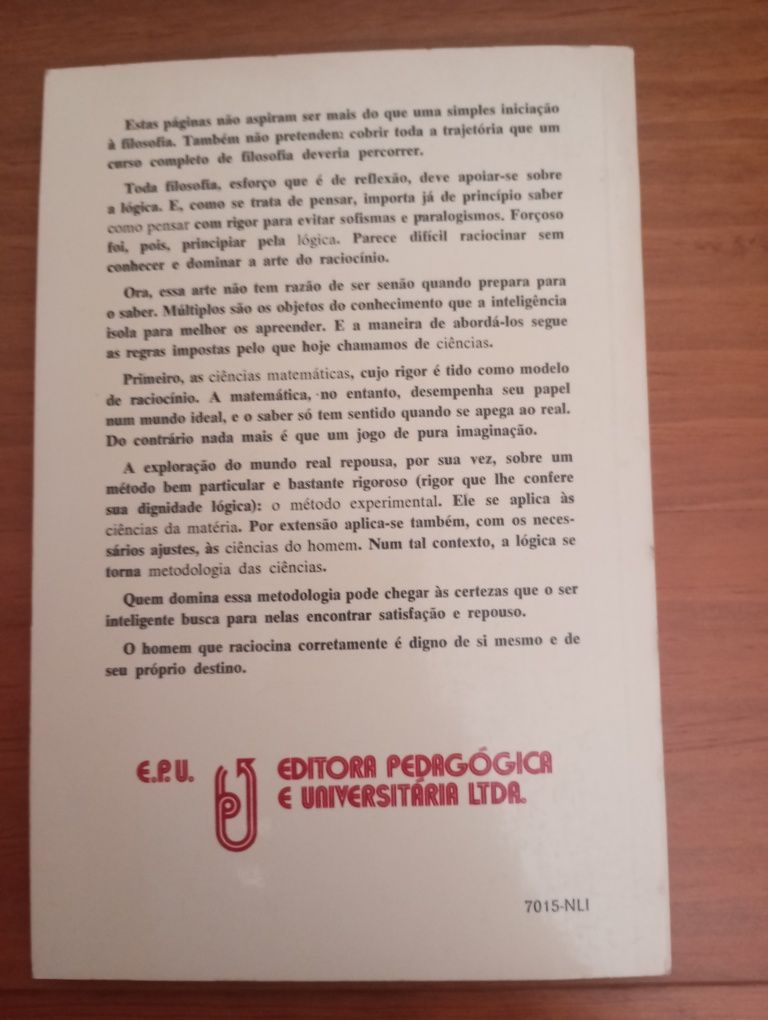 Estas páginas não aspiram ser mais do que uma simples iniciação
à filosofia. Também não pretendem cobrir toda a trajetória que um
curso completo de filosofia deveria percorrer.
Toda filosofia, esforço que é de reflexão, deve apoiar-se sobre
a lógica. E, como se trata de pensar, importa já de princípio saber
como pensar com rigor para evitar sofismas e paralogismos. Forçoso
foi, pois, principiar pela lógica. Parece difícil raciocinar sem
conhecer e dominar a arte do raciocínio.
Ora, essa arte não tem razão de ser senão quando prepara para
o saber. Múltiplos são os objetos do conhecimento que a inteligência
isola para melhor os apreender. E a maneira de abordá-los segue
as regras impostas pelo que hoje chamamos de ciências.
Primeiro, as ciências matemáticas, cujo rigor é tido como modelo
de raciocínio. A matemática, no entanto, desempenha seu papel
num mundo ideal, e o saber só tem sentido quando se apega ao real.
Do contrário nada mais é que um jogo de pura imaginação.
A exploração do mundo real repousa, por sua vez, sobre um
método bem particular e bastante rigoroso (rigor que lhe confere
sua dignidade lógica): o método experimental. Ele se aplica às
ciências da matéria. Por extensão aplica-se também, com os neces-
sários ajustes, às ciências do homem. Num tal contexto, a lógica se
torna metodologia das ciências.
Quem domina essa metodologia pode chegar às certezas que o ser
inteligente busca para nelas encontrar satisfação e repouso.
O homem que raciocina corretamente é digno de si mesmo e de
seu próprio destino.
E.P.U. EDITORA PEDAGÓGICA
E UNIVERSITÁRIA LTDA.
7015-NLI